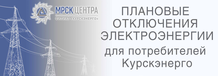 МРСК ЦЕНТРА
ПЛАНОВЫЕ
ОТКЛЮЧЕНИЯ
ЭЛЕКТРОЭНЕРГИИ
для потребителей
Курскэнерго